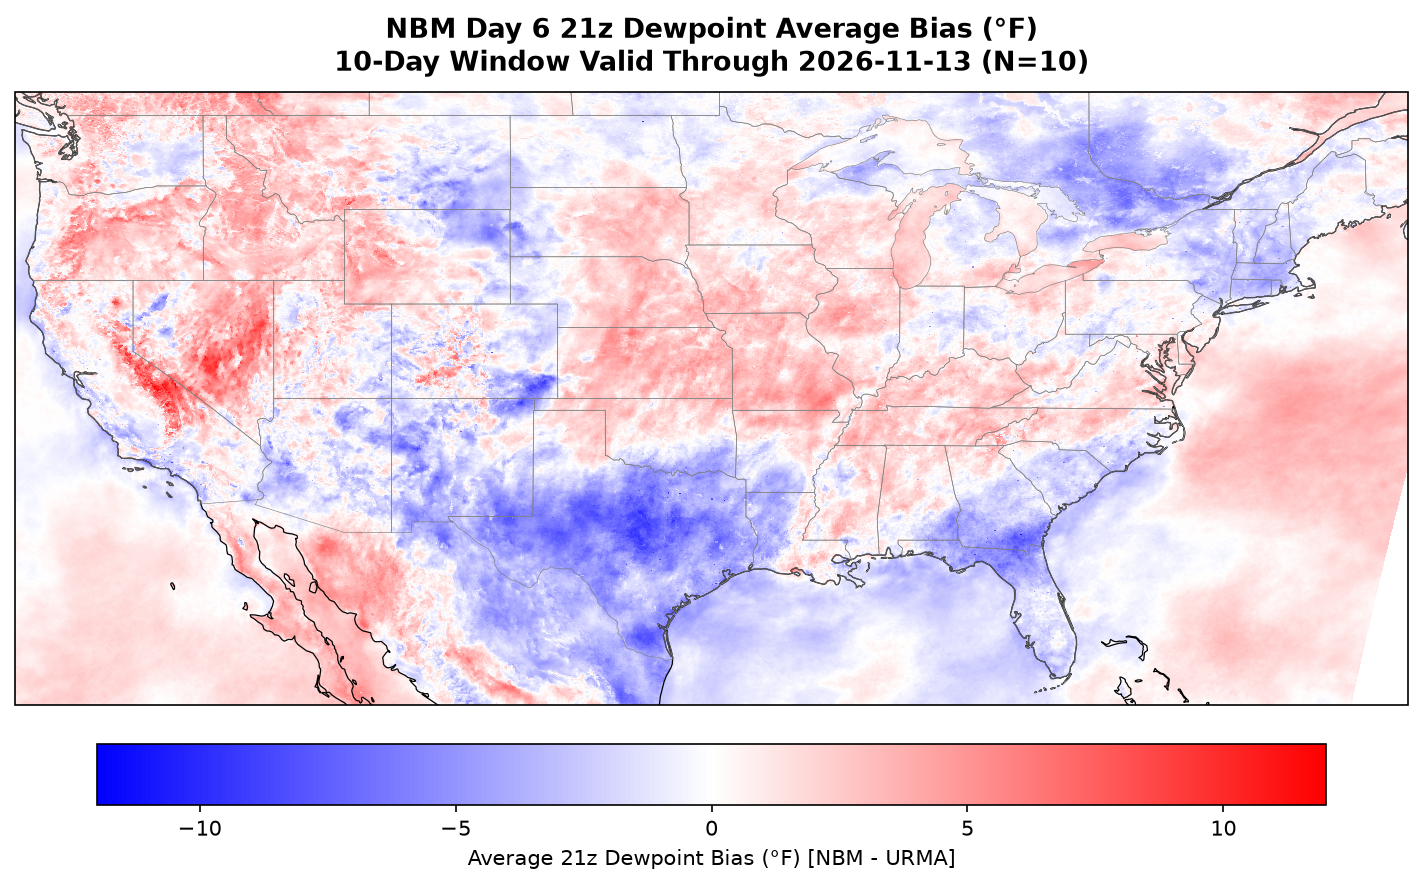 NBM Day 6 21z Dewpoint Average Bias (°F)
10-Day Window Valid Through 2026-11-13 (N=10)
−10 −5 0 5 10
Average 21z Dewpoint Bias (°F) [NBM - URMA]